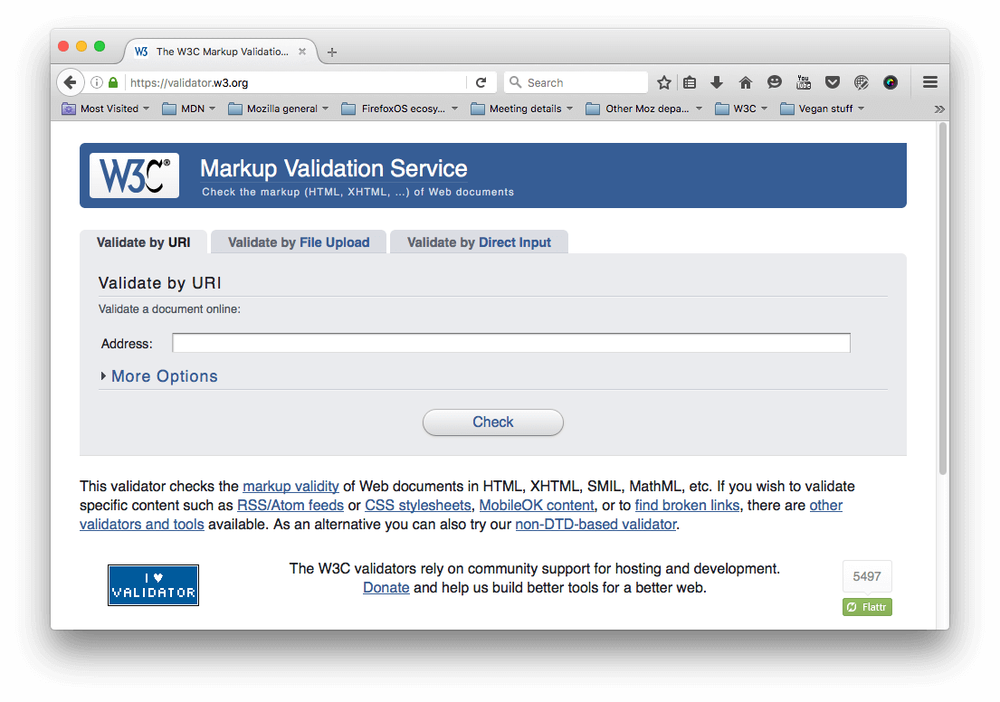 W3 The W3C Markup Validatio...
https://validator.w3.org
Search
You Tube
Most Visited MDN Mozilla general FirefoxOS ecosy... Meeting details Other Moz depa... W3C Vegan stuff
W3C® Markup Validation Service
Check the markup (HTML, XHTML, …) of Web documents
Validate by URI Validate by File Upload Validate by Direct Input
Validate by URI
Validate a document online:
Address:
More Options
Check
This validator checks the markup validity of Web documents in HTML, XHTML, SMIL, MathML, etc. If you wish to validate
specific content such as RSS/Atom feeds or CSS stylesheets, MobileOK content, or to find broken links, there are other
validators and tools available. As an alternative you can also try our non-DTD-based validator.
I ♥
VALIDATOR
The W3C validators rely on community support for hosting and development.
Donate and help us build better tools for a better web.
5497
Flattr